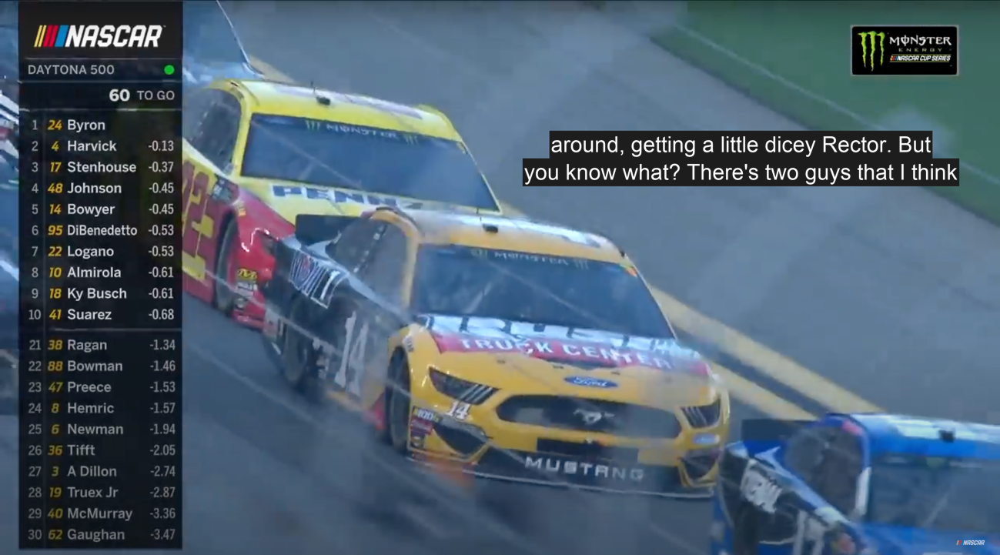 NASCAR
DAYTONA 500
60 TO GO
1 24 Byron
2 4 Harvick -0.13
3 17 Stenhouse -0.37
4 48 Johnson -0.45
5 14 Bowyer -0.45
6 95 DiBenedetto -0.53
7 22 Logano -0.53
8 10 Almirola -0.61
9 18 Ky Busch -0.61
10 41 Suarez -0.68
21 38 Ragan -1.34
22 88 Bowman -1.46
23 47 Preece -1.53
24 8 Hemric -1.57
25 6 Newman -1.94
26 36 Tifft -2.05
27 3 A Dillon -2.74
28 19 Truex Jr -2.87
29 40 McMurray -3.36
30 62 Gaughan -3.47
MONSTER
ENERGY
NASCAR CUP SERIES
around, getting a little dicey Rector. But
you know what? There's two guys that I think
MONSTER
PENN
22
MONSTER
Mobil 1
14
RUSH
TRUCK CENTER
Ford
14
MUSTANG
NASCAR